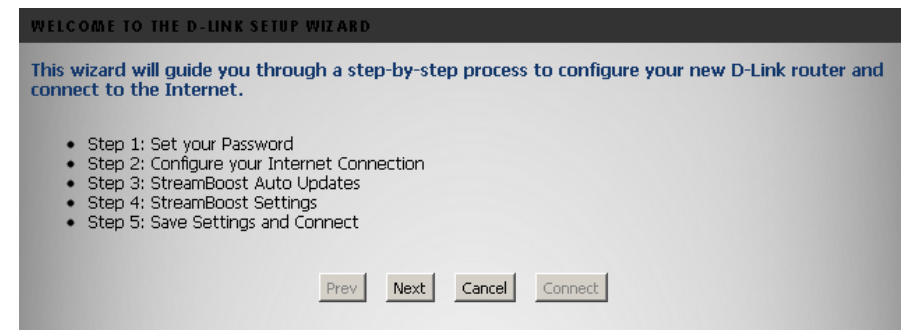 WELCOME TO THE D-LINK SETUP WIZARD
This wizard will guide you through a step-by-step process to configure your new D-Link router and
connect to the Internet.
• Step 1: Set your Password
• Step 2: Configure your Internet Connection
• Step 3: StreamBoost Auto Updates
• Step 4: StreamBoost Settings
• Step 5: Save Settings and Connect
Prev Next Cancel Connect